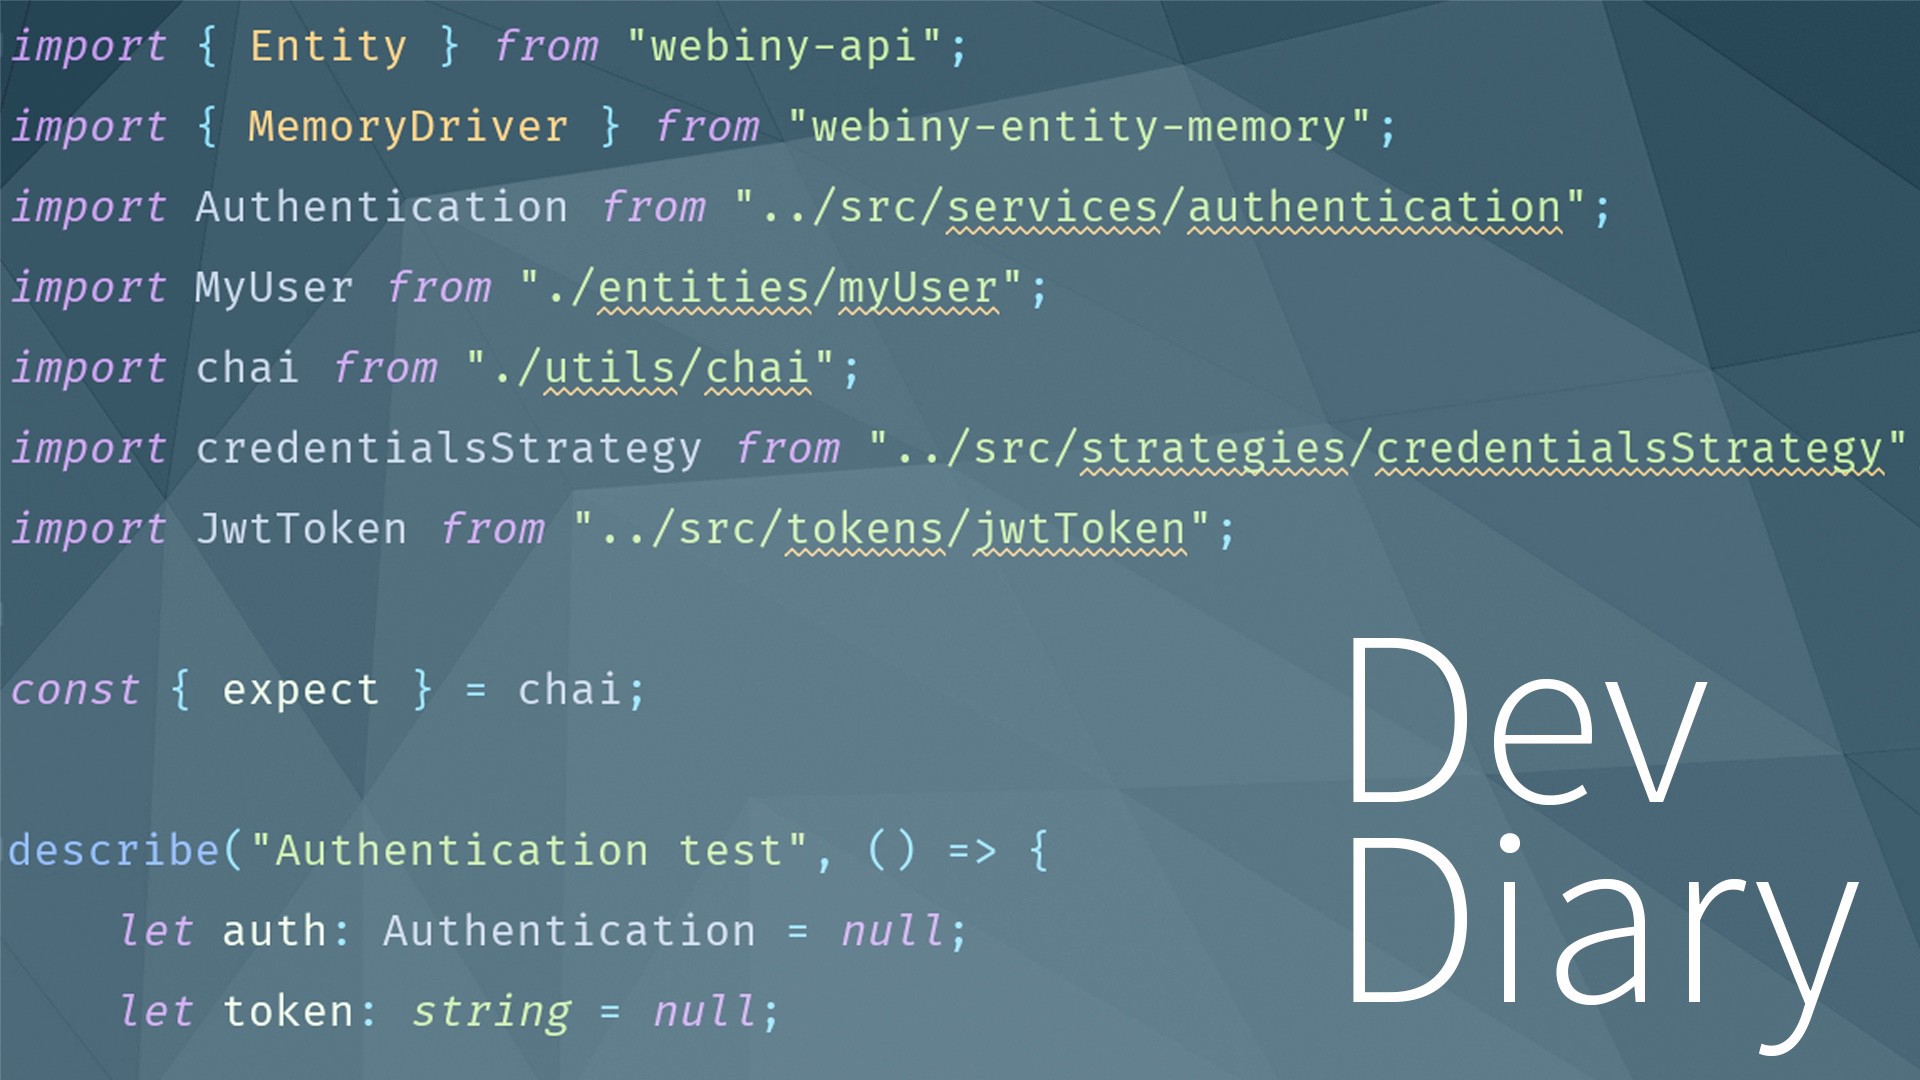 import { Entity } from "webiny-api";
import { MemoryDriver } from "webiny-entity-memory";
import Authentication from "../src/services/authentication";
import MyUser from "./entities/myUser";
import chai from "./utils/chai";
import credentialsStrategy from "../src/strategies/credentialsStrategy"
import JwtToken from "../src/tokens/jwtToken";
const { expect } = chai;
describe("Authentication test", () => {
let auth: Authentication = null;
let token: string = null;
Dev
Diary